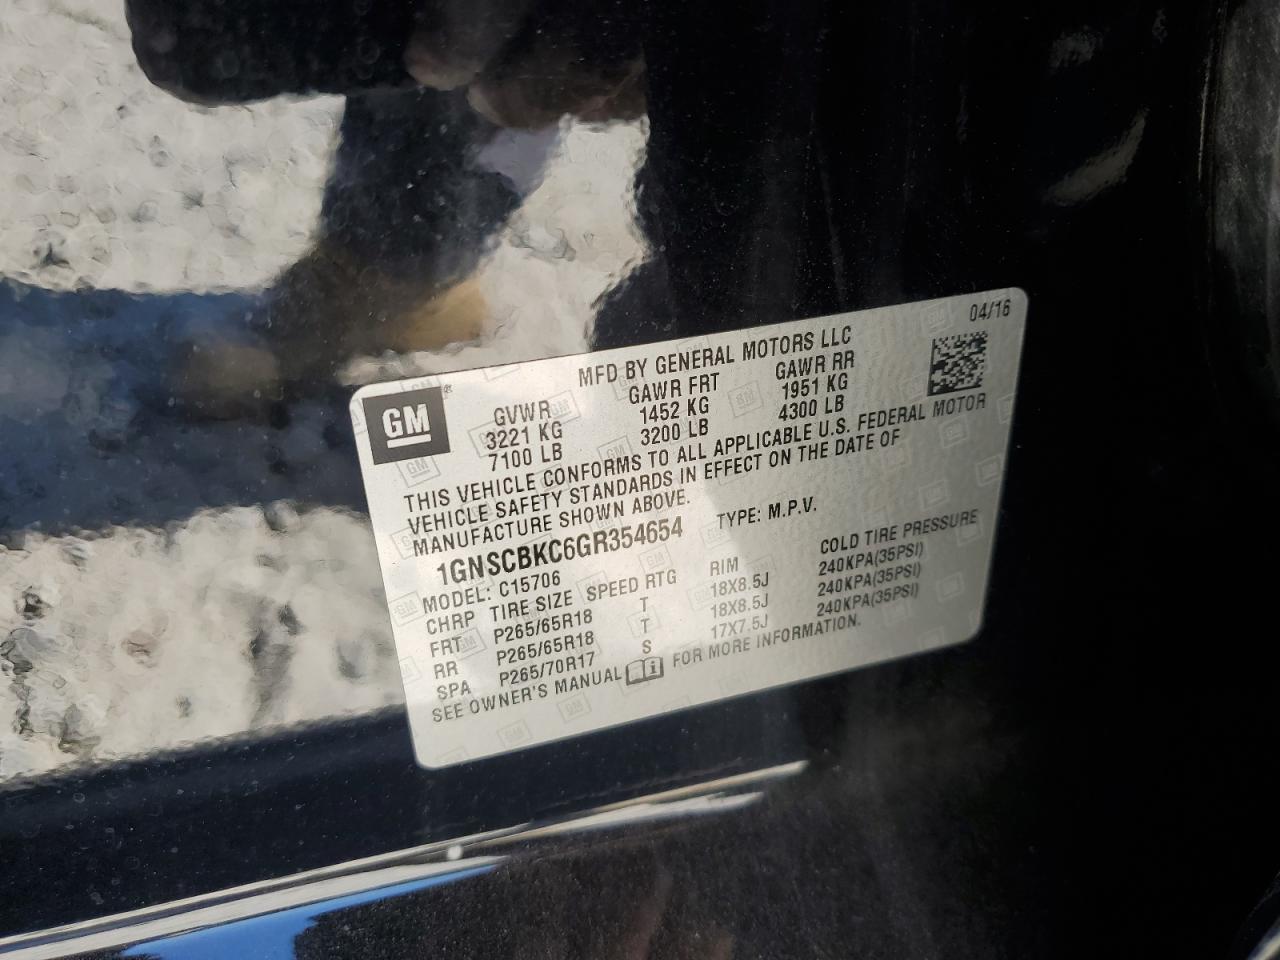 04/16
MFD BY GENERAL MOTORS LLC
GM
GVWR GAWR FRT GAWR RR
3221 KG 1452 KG 1951 KG
7100 LB 3200 LB 4300 LB
THIS VEHICLE CONFORMS TO ALL APPLICABLE U.S. FEDERAL MOTOR
VEHICLE SAFETY STANDARDS IN EFFECT ON THE DATE OF
MANUFACTURE SHOWN ABOVE.
1GNSCBKC6GR354654 TYPE: M.P.V.
MODEL: C15706
CHRP TIRE SIZE SPEED RTG RIM COLD TIRE PRESSURE
FRT P265/65R18 T 18X8.5J 240KPA(35PSI)
RR P265/65R18 T 18X8.5J 240KPA(35PSI)
SPA P265/70R17 S 17X7.5J 240KPA(35PSI)
SEE OWNER'S MANUAL FOR MORE INFORMATION.